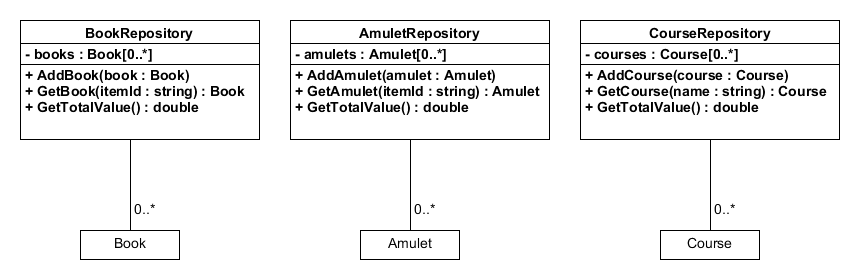 BookRepository
- books : Book[0..*]
+ AddBook(book : Book)
+ GetBook(itemId : string) : Book
+ GetTotalValue() : double
0..*
Book
AmuletRepository
- amulets : Amulet[0..*]
+ AddAmulet(amulet : Amulet)
+ GetAmulet(itemId : string) : Amulet
+ GetTotalValue() : double
0..*
Amulet
CourseRepository
- courses : Course[0..*]
+ AddCourse(course : Course)
+ GetCourse(name : string) : Course
+ GetTotalValue() : double
0..*
Course